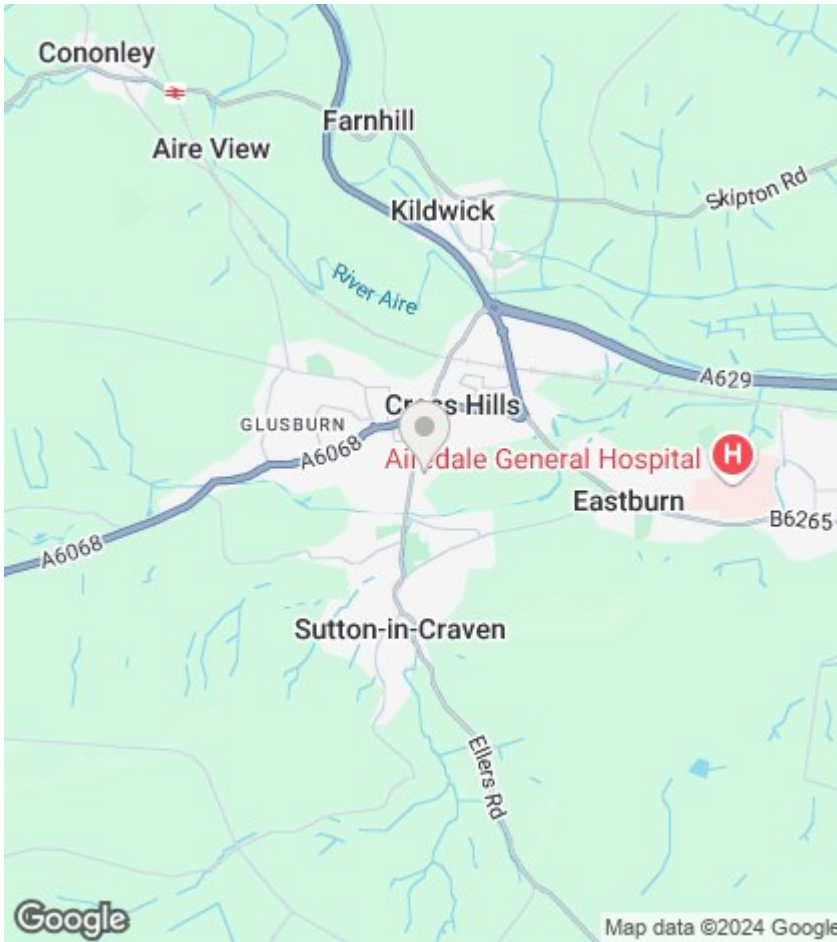 Cononley
Farnhill
Aire View
Skipton Rd
Kildwick
River Aire
A629
Cross Hills
GLUSBURN
A6068
Airedale General Hospital
H
Eastburn
B6265
A6068
Sutton-in-Craven
Ellers Rd
Google
Map data ©2024 Google